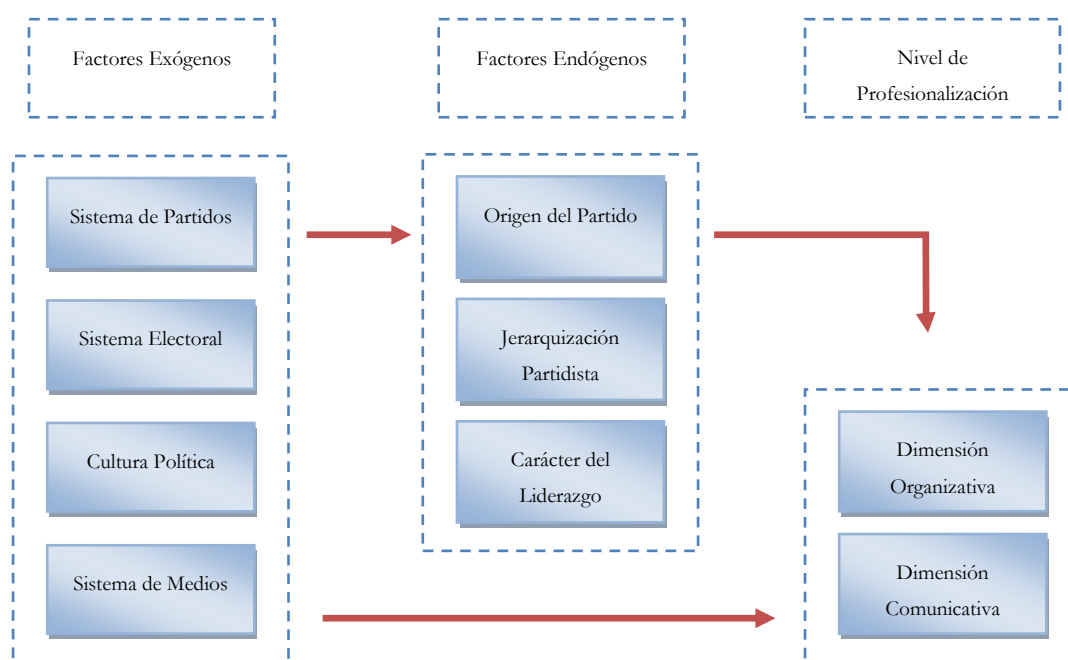 Factores Exógenos
Factores Endógenos
Nivel de
Profesionalización
Sistema de Partidos
Sistema Electoral
Cultura Política
Sistema de Medios
Origen del Partido
Jerarquización
Partidista
Carácter del
Liderazgo
Dimensión
Organizativa
Dimensión
Comunicativa